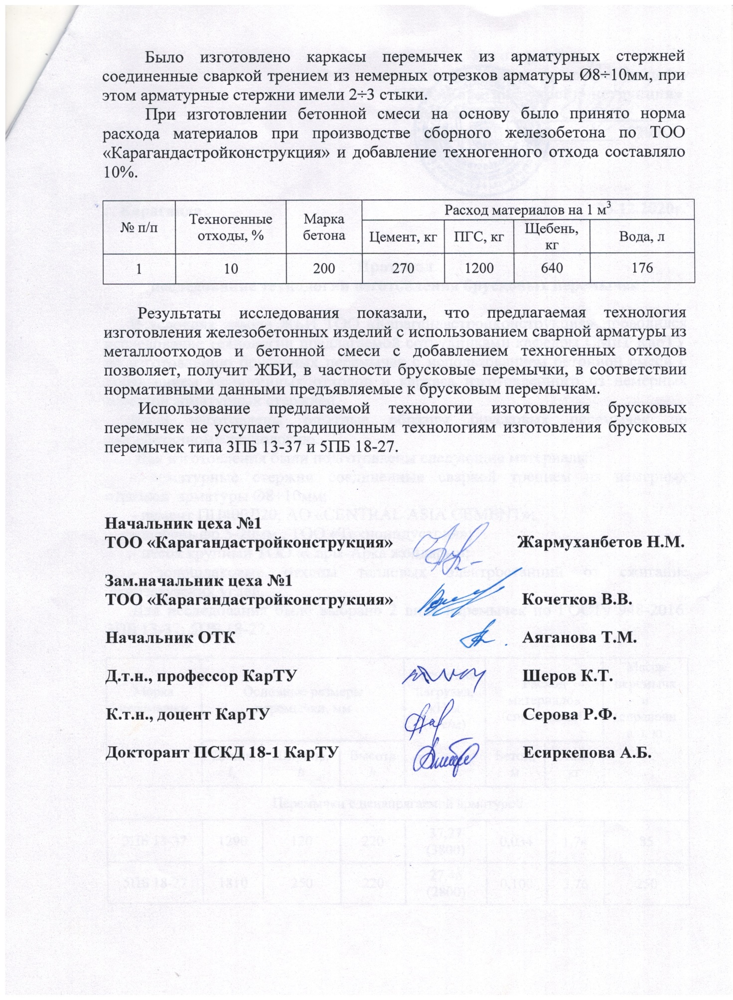 Было изготовлено каркасы перемычек из арматурных стержней
соединенные сваркой трением из немерных отрезков арматуры Ø8÷10мм, при
этом арматурные стержни имели 2÷3 стыки.
При изготовлении бетонной смеси на основу было принято норма
расхода материалов при производстве сборного железобетона по ТОО
«Карагандастройконструкция» и добавление техногенного отхода составляло
10%.
№ п/п Техногенные отходы, % Марка бетона Расход материалов на 1 м³
Цемент, кг ПГС, кг Щебень, кг Вода, л
1 10 200 270 1200 640 176
Результаты исследования показали, что предлагаемая технология
изготовления железобетонных изделий с использованием сварной арматуры из
металлоотходов и бетонной смеси с добавлением техногенных отходов
позволяет, получит ЖБИ, в частности брусковые перемычки, в соответствии
нормативными данными предъявляемые к брусковым перемычкам.
Использование предлагаемой технологии изготовления брусковых
перемычек не уступает традиционным технологиям изготовления брусковых
перемычек типа 3ПБ 13-37 и 5ПБ 18-27.
Начальник цеха №1
ТОО «Карагандастройконструкция» Жармуханбетов Н.М.
Зам.начальник цеха №1
ТОО «Карагандастройконструкция» Кочетков В.В.
Начальник ОТК Аяганова Т.М.
Д.т.н., профессор КарТУ Шеров К.Т.
К.т.н., доцент КарТУ Серова Р.Ф.
Докторант ПСКД 18-1 КарТУ Есиркепова А.Б.